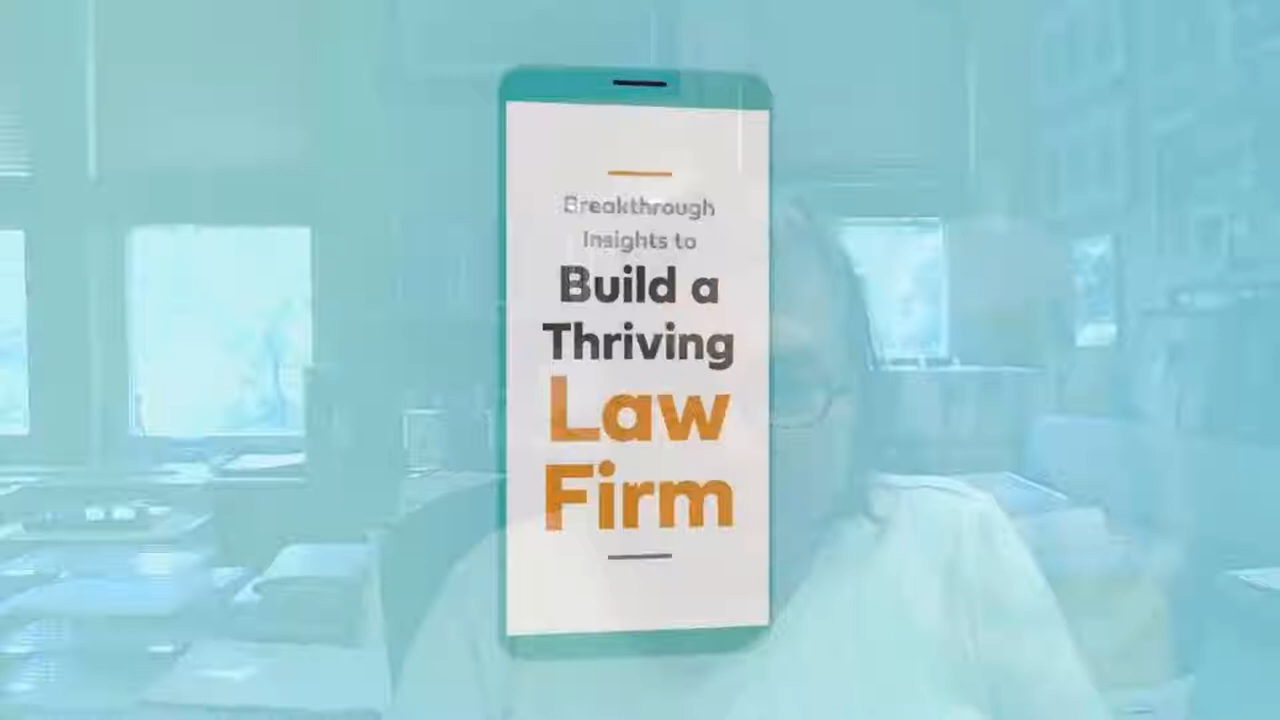 Breakthrough
Insights to
Build a
Thriving
Law
Firm